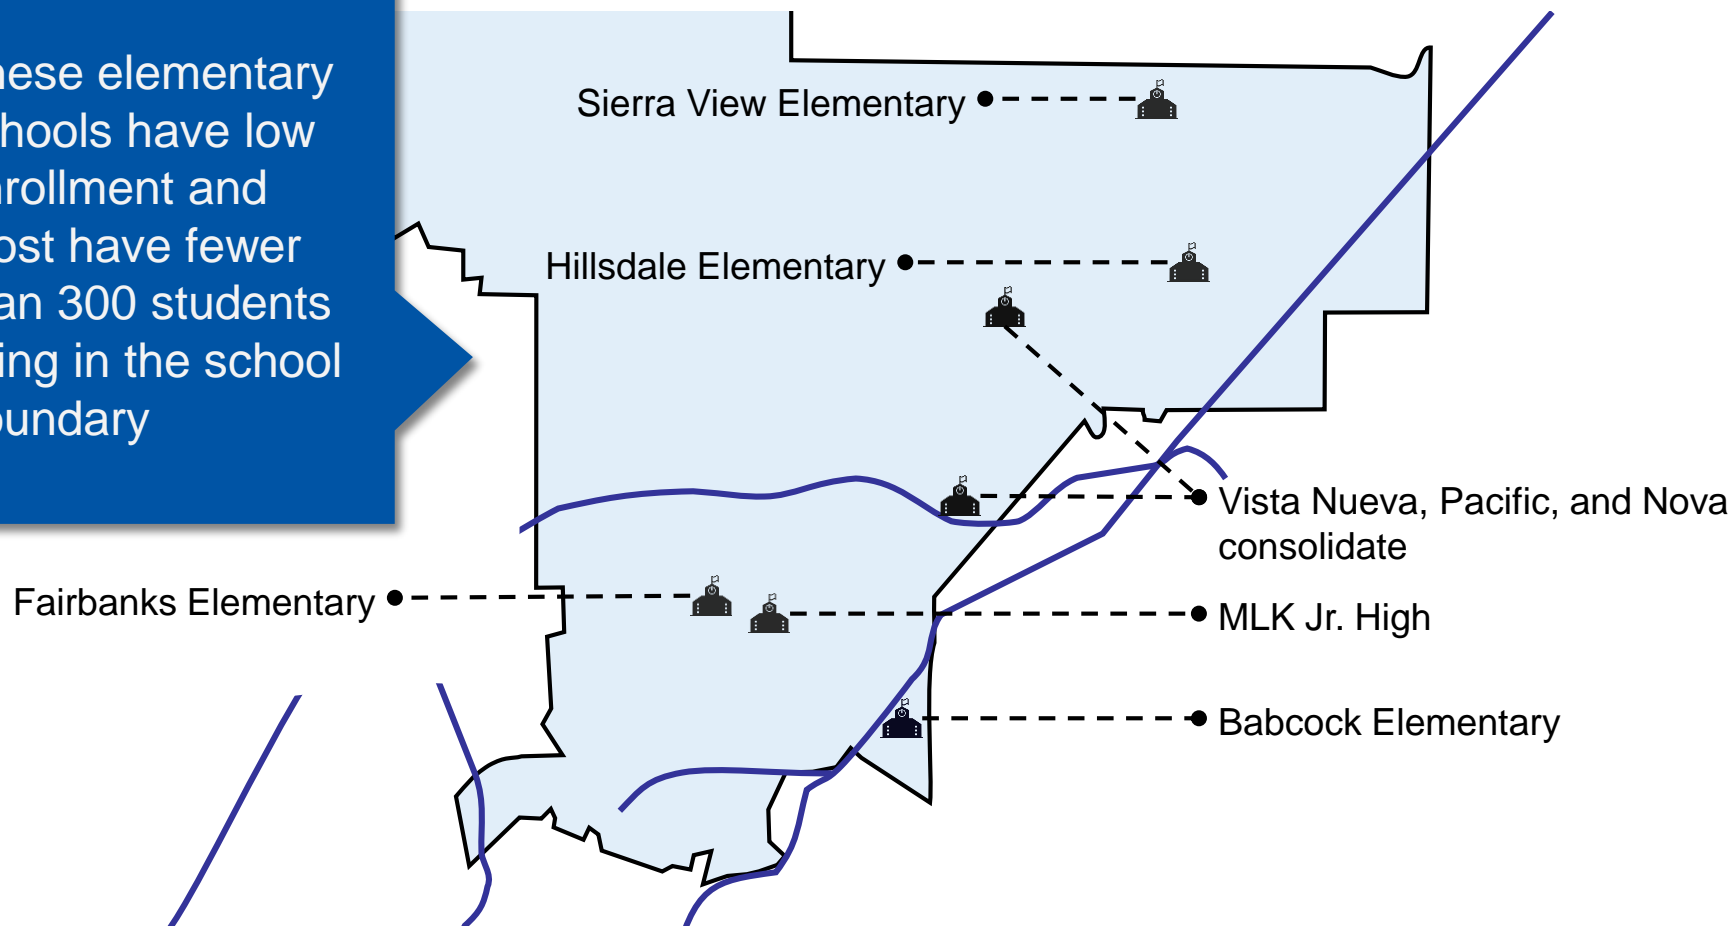 hese elementary
hools have low
rollment and
ost have fewer
an 300 students
ing in the school
undary
Sierra View Elementary
Hillsdale Elementary
Vista Nueva, Pacific, and Nova
consolidate
Fairbanks Elementary
MLK Jr. High
Babcock Elementary